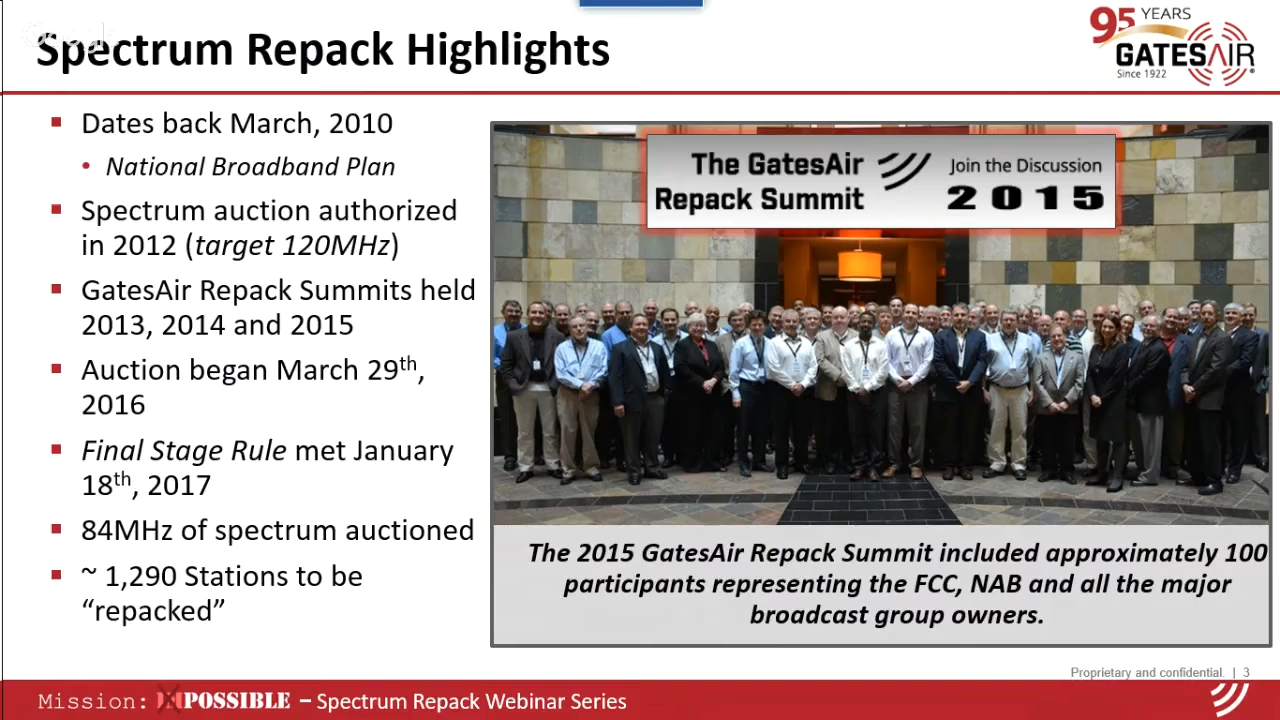 Spectrum Repack Highlights
95 YEARS
GATESAIR
Since 1922
Dates back March, 2010
National Broadband Plan
Spectrum auction authorized
in 2012 (target 120MHz)
GatesAir Repack Summits held
2013, 2014 and 2015
Auction began March 29th,
2016
Final Stage Rule met January
18th, 2017
84MHz of spectrum auctioned
~ 1,290 Stations to be
“repacked”
The GatesAir
Repack Summit
Join the Discussion
2015
The 2015 GatesAir Repack Summit included approximately 100
participants representing the FCC, NAB and all the major
broadcast group owners.
Proprietary and confidential. | 3
Mission: IMPOSSIBLE – Spectrum Repack Webinar Series